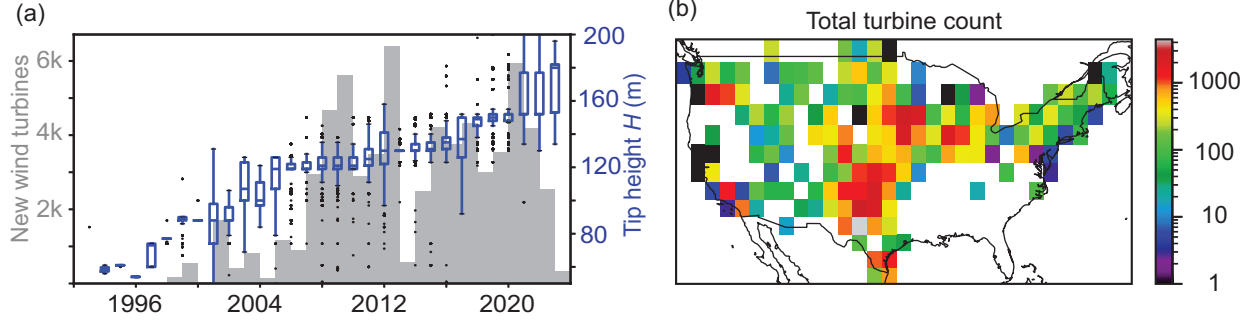 (a)
New wind turbines
6k
4k
2k
1996
2004
2012
2020
200
160
120
80
Tip height H (m)
(b)
Total turbine count
1000
100
10
1